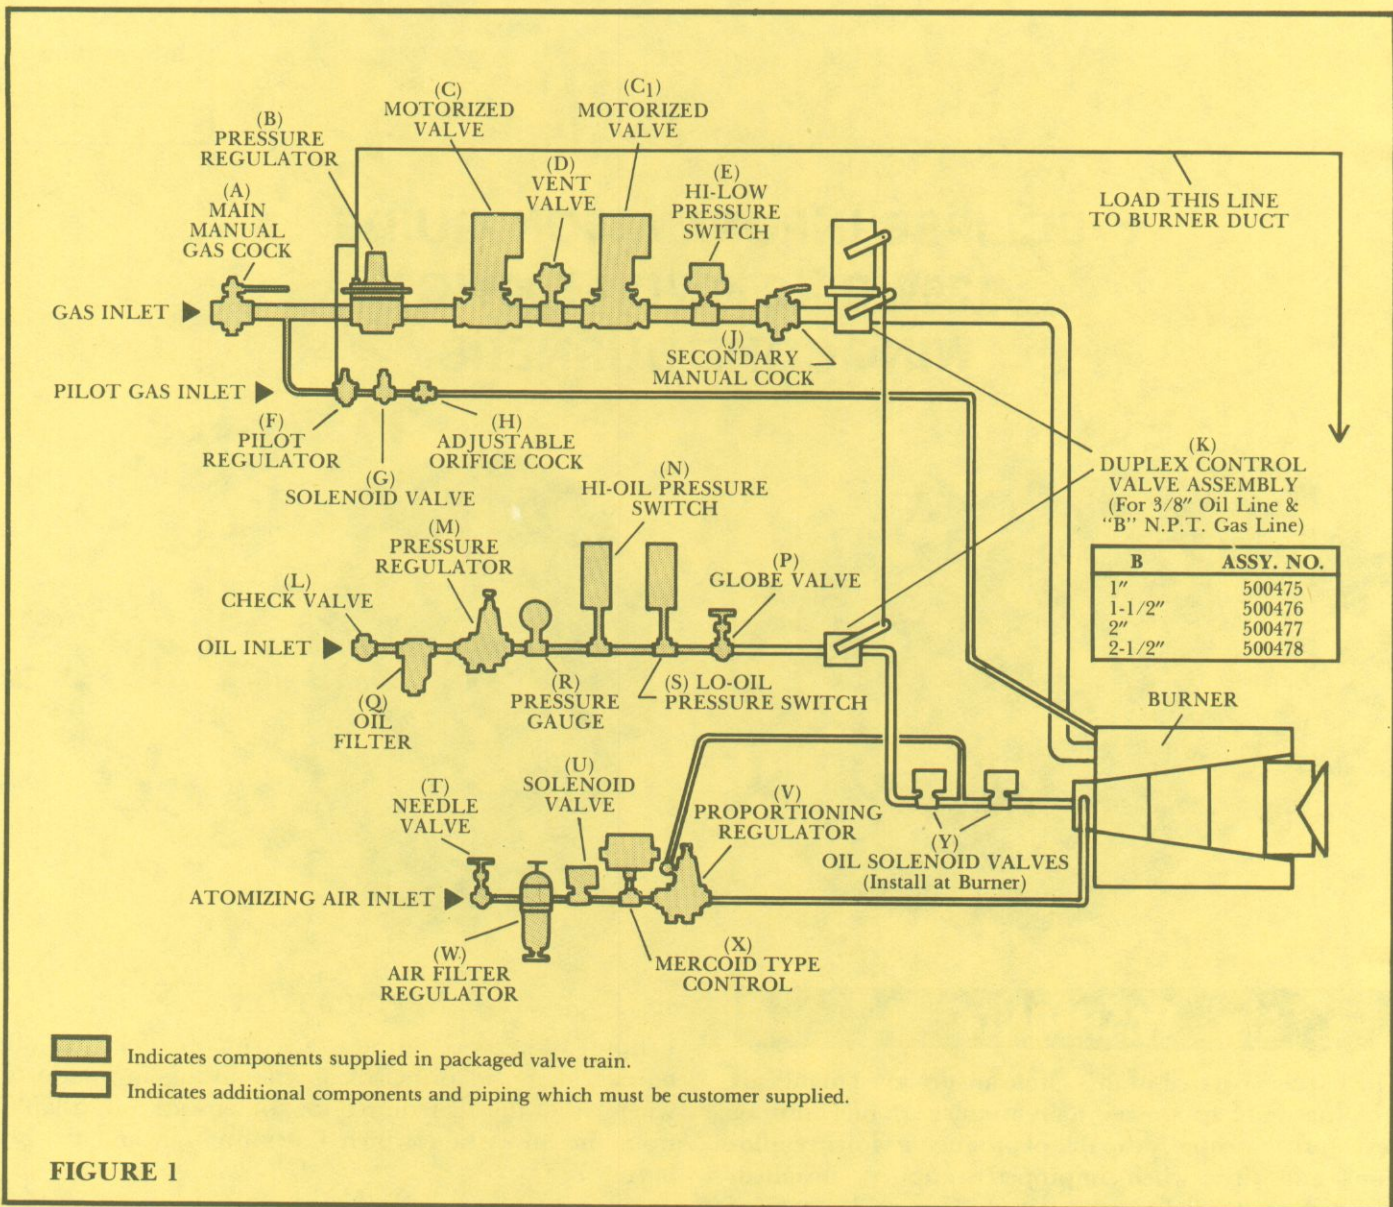 (C)
MOTORIZED
VALVE
(C1)
MOTORIZED
VALVE
(B)
PRESSURE
REGULATOR
(D)
VENT
VALVE
(E)
HI-LOW
PRESSURE
SWITCH
(A)
MAIN
MANUAL
GAS COCK
LOAD THIS LINE
TO BURNER DUCT
GAS INLET
(J)
SECONDARY
MANUAL COCK
PILOT GAS INLET
(F)
PILOT
REGULATOR
(H)
ADJUSTABLE
ORIFICE COCK
(G)
SOLENOID VALVE
(N)
HI-OIL PRESSURE
SWITCH
(K)
DUPLEX CONTROL
VALVE ASSEMBLY
(For 3/8" Oil Line &
"B" N.P.T. Gas Line)
B ASSY. NO.
1" 500475
1-1/2" 500476
2" 500477
2-1/2" 500478
(M)
PRESSURE
REGULATOR
(P)
GLOBE VALVE
(L)
CHECK VALVE
OIL INLET
(Q)
OIL
FILTER
(R)
PRESSURE
GAUGE
(S) LO-OIL
PRESSURE SWITCH
BURNER
(T)
NEEDLE
VALVE
(U)
SOLENOID
VALVE
(V)
PROPORTIONING
REGULATOR
(Y)
OIL SOLENOID VALVES
(Install at Burner)
ATOMIZING AIR INLET
(W)
AIR FILTER
REGULATOR
(X)
MERCOID TYPE
CONTROL
Indicates components supplied in packaged valve train.
Indicates additional components and piping which must be customer supplied.
FIGURE 1